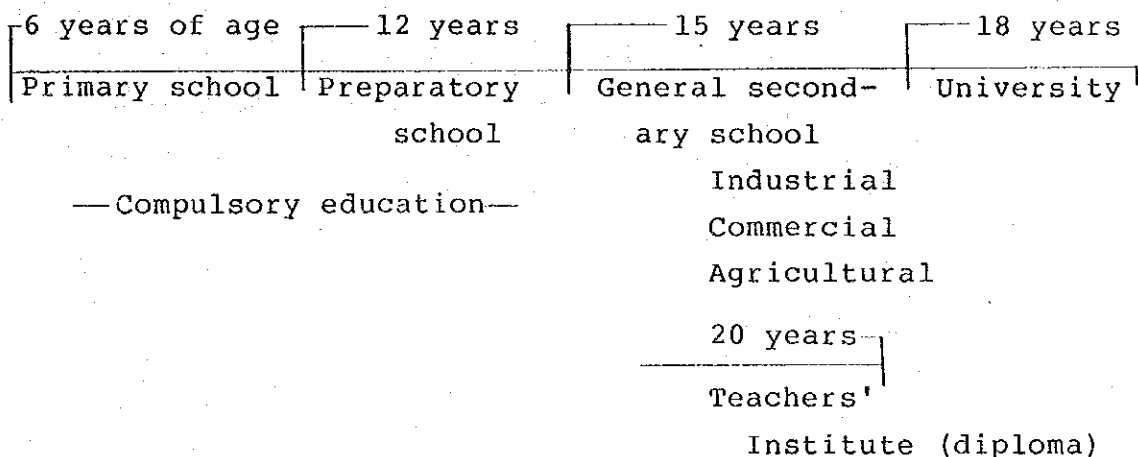 6 years of age 12 years 15 years 18 years
Primary school Preparatory General second- University
school ary school
Industrial
—Compulsory education—
Commercial
Agricultural
20 years
Teachers'
Institute (diploma)